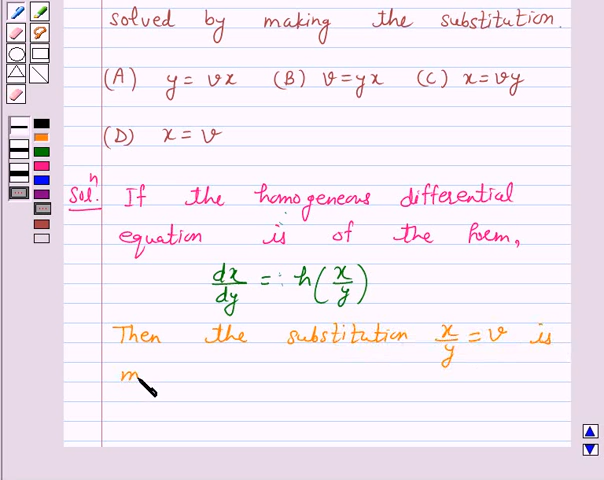 solved by making the substitution.
(A) y = vx (B) v = yx (C) x = vy
(D) x = v
Solⁿ. If the homogeneous differential
equation is of the form,
dx/dy = h(x/y)
Then the substitution x/y = v is
m